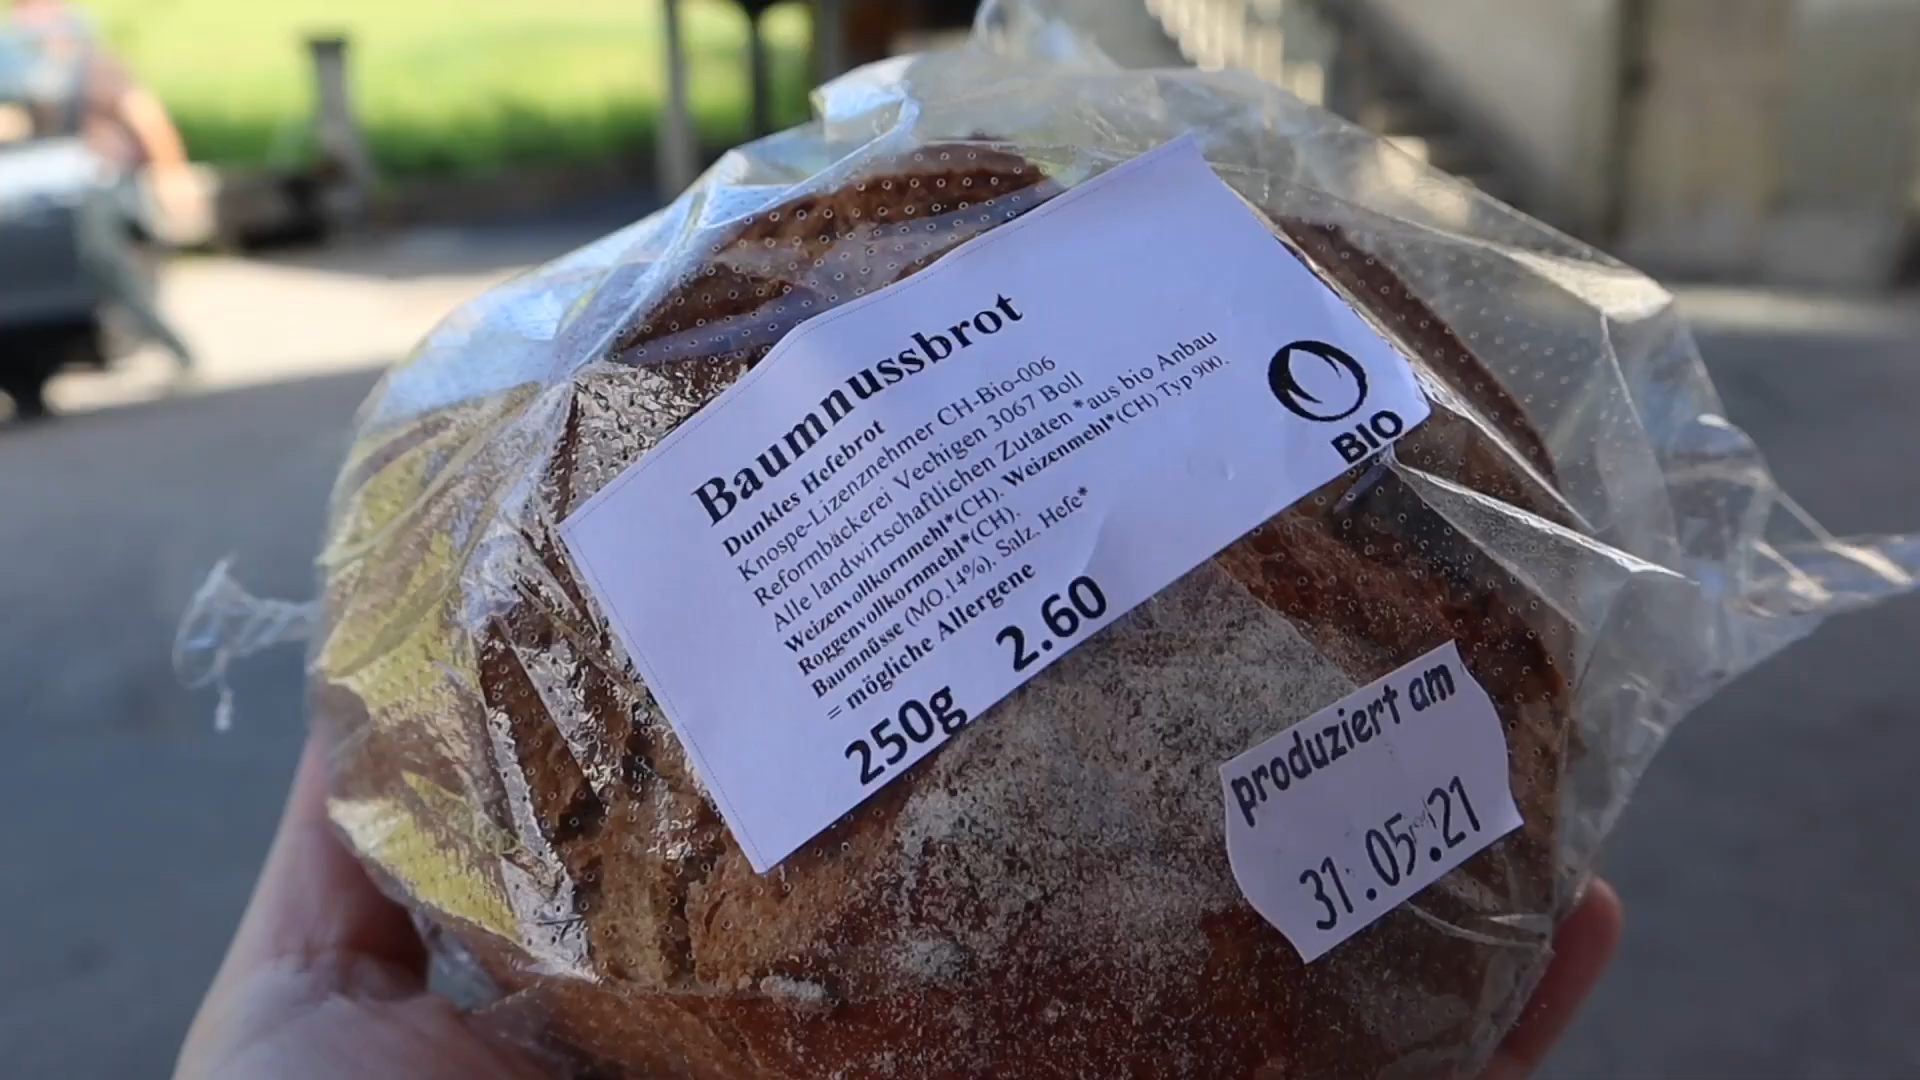 Baumnussbrot
Dunkles Hefebrot
Knospe-Lizenznehmer CH-Bio-006
Reformbäckerei Vechigen 3067 Boll
Alle landwirtschaftlichen Zutaten *aus bio Anbau
Weizenvollkornmehl*(CH). Weizenmehl*(CH) Typ 900.
Roggenvollkornmehl*(CH).
Baumnüsse (MO,14%). Salz, Hefe*
= mögliche Allergene
250g 2.60
BIO
produziert am
31.05.21